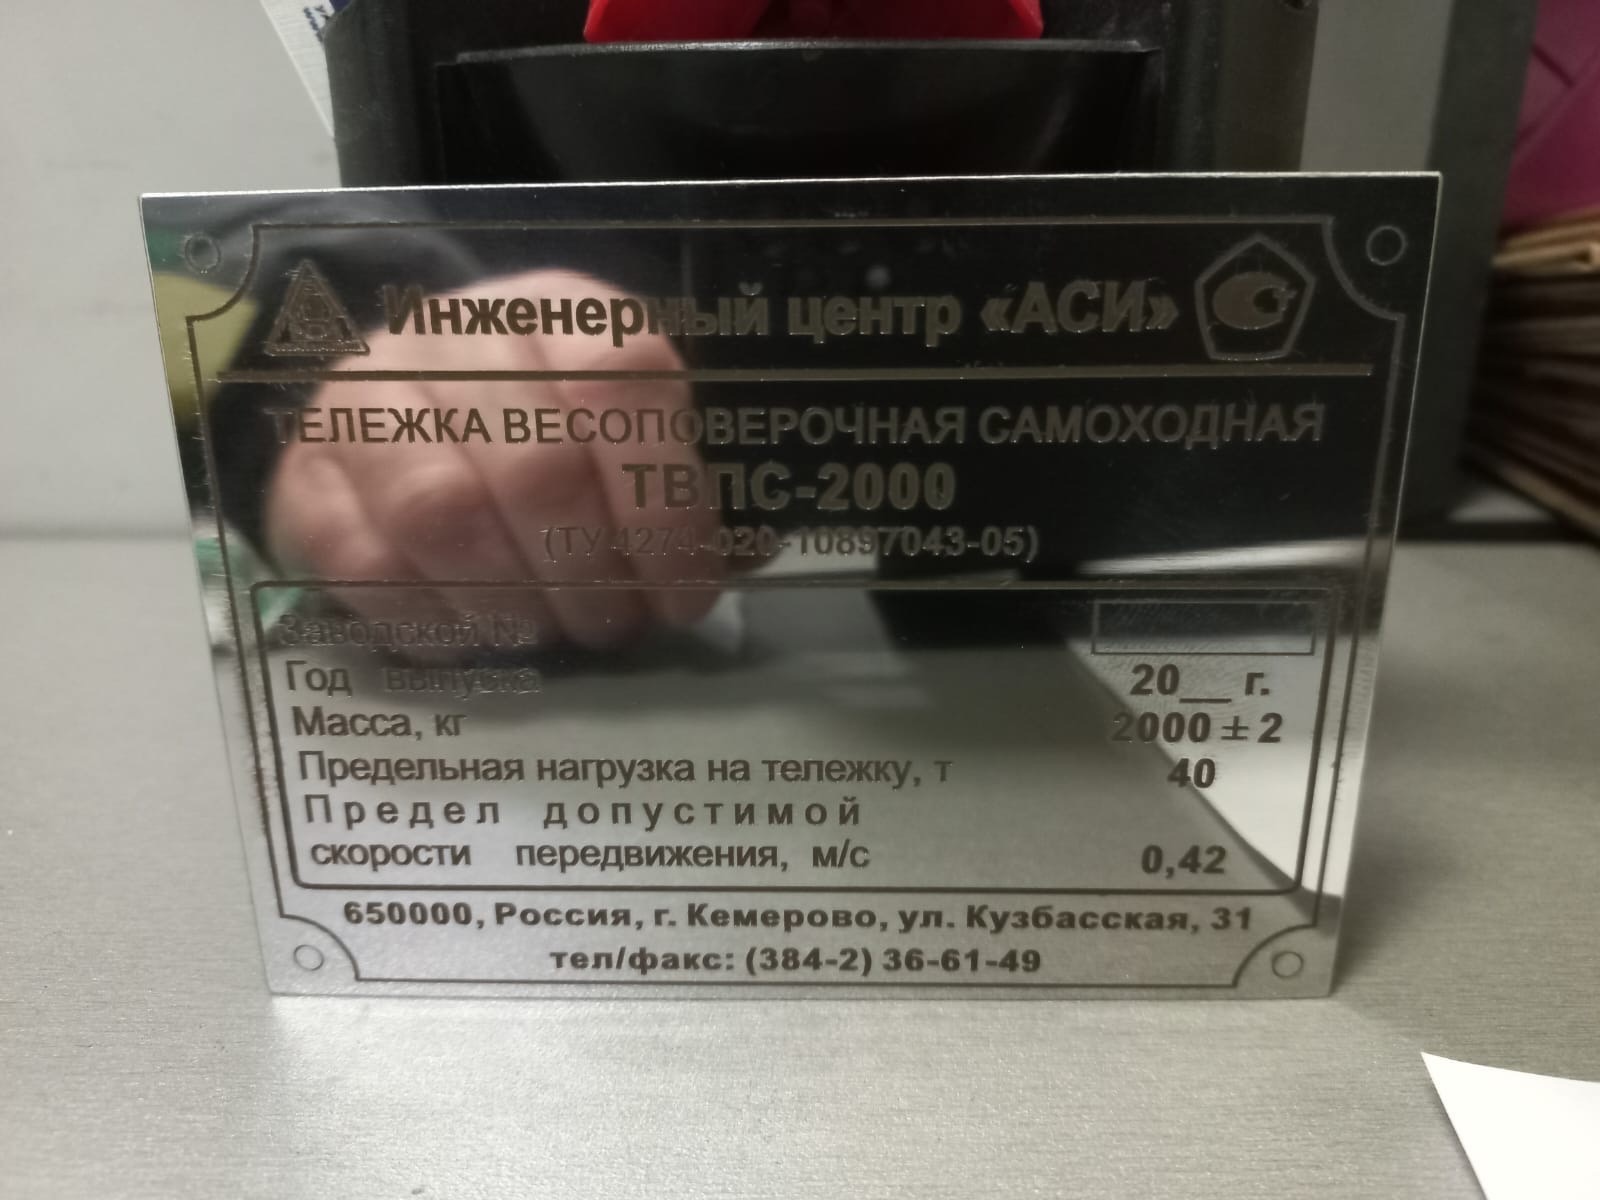 Инженерный центр «АСИ»
ТЕЛЕЖКА ВЕСОПОВЕРОЧНАЯ САМОХОДНАЯ
ТВПС-2000
(ТУ 4274-020-10897043-05)
Заводской №
Год выпуска 20__ г.
Масса, кг 2000 ± 2
Предельная нагрузка на тележку, т 40
Предел допустимой
скорости передвижения, м/с 0,42
650000, Россия, г. Кемерово, ул. Кузбасская, 31
тел/факс: (384-2) 36-61-49